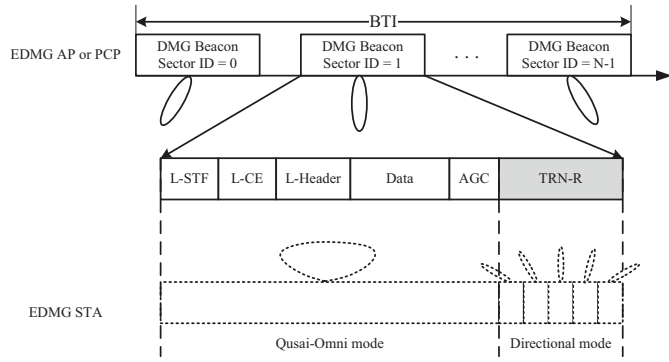 BTI
EDMG AP or PCP
DMG Beacon
Sector ID = 0
DMG Beacon
Sector ID = 1
. . .
DMG Beacon
Sector ID = N-1
L-STF
L-CE
L-Header
Data
AGC
TRN-R
EDMG STA
Qusai-Omni mode
Directional mode